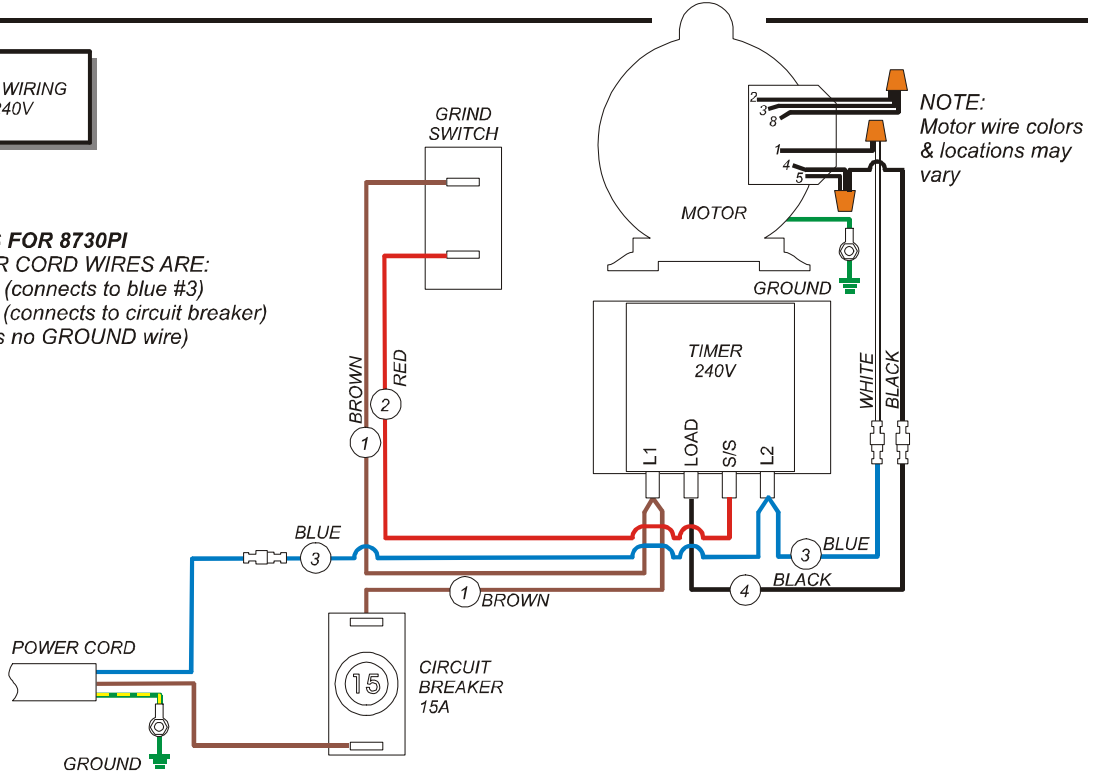 WIRING
240V
GRIND
SWITCH
2
3
8
1
4
5
NOTE:
Motor wire colors
& locations may
vary
MOTOR
GROUND
FOR 8730PI
CORD WIRES ARE:
(connects to blue #3)
(connects to circuit breaker)
no GROUND wire)
TIMER
240V
BROWN
RED
WHITE
BLACK
2
1
L1
LOAD
S/S
L2
BLUE
3
3
BLUE
4
BLACK
1
BROWN
POWER CORD
15
CIRCUIT
BREAKER
15A
GROUND